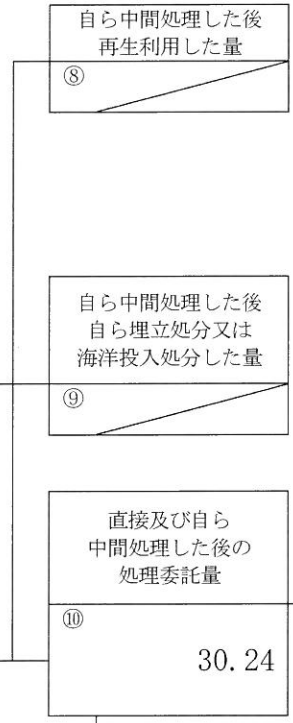 自ら中間処理した後
再生利用した量
⑧
自ら中間処理した後
自ら埋立処分又は
海洋投入処分した量
⑨
直接及び自ら
中間処理した後の
処理委託量
⑩
30.24